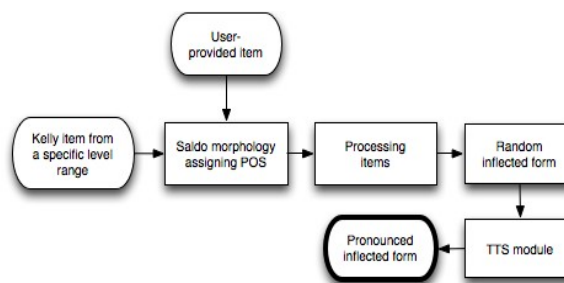 User-
provided item
Kelly item from
a specific level
range
Saldo morphology
assigning POS
Processing
items
Random
inflected form
Pronounced
inflected form
TTS module